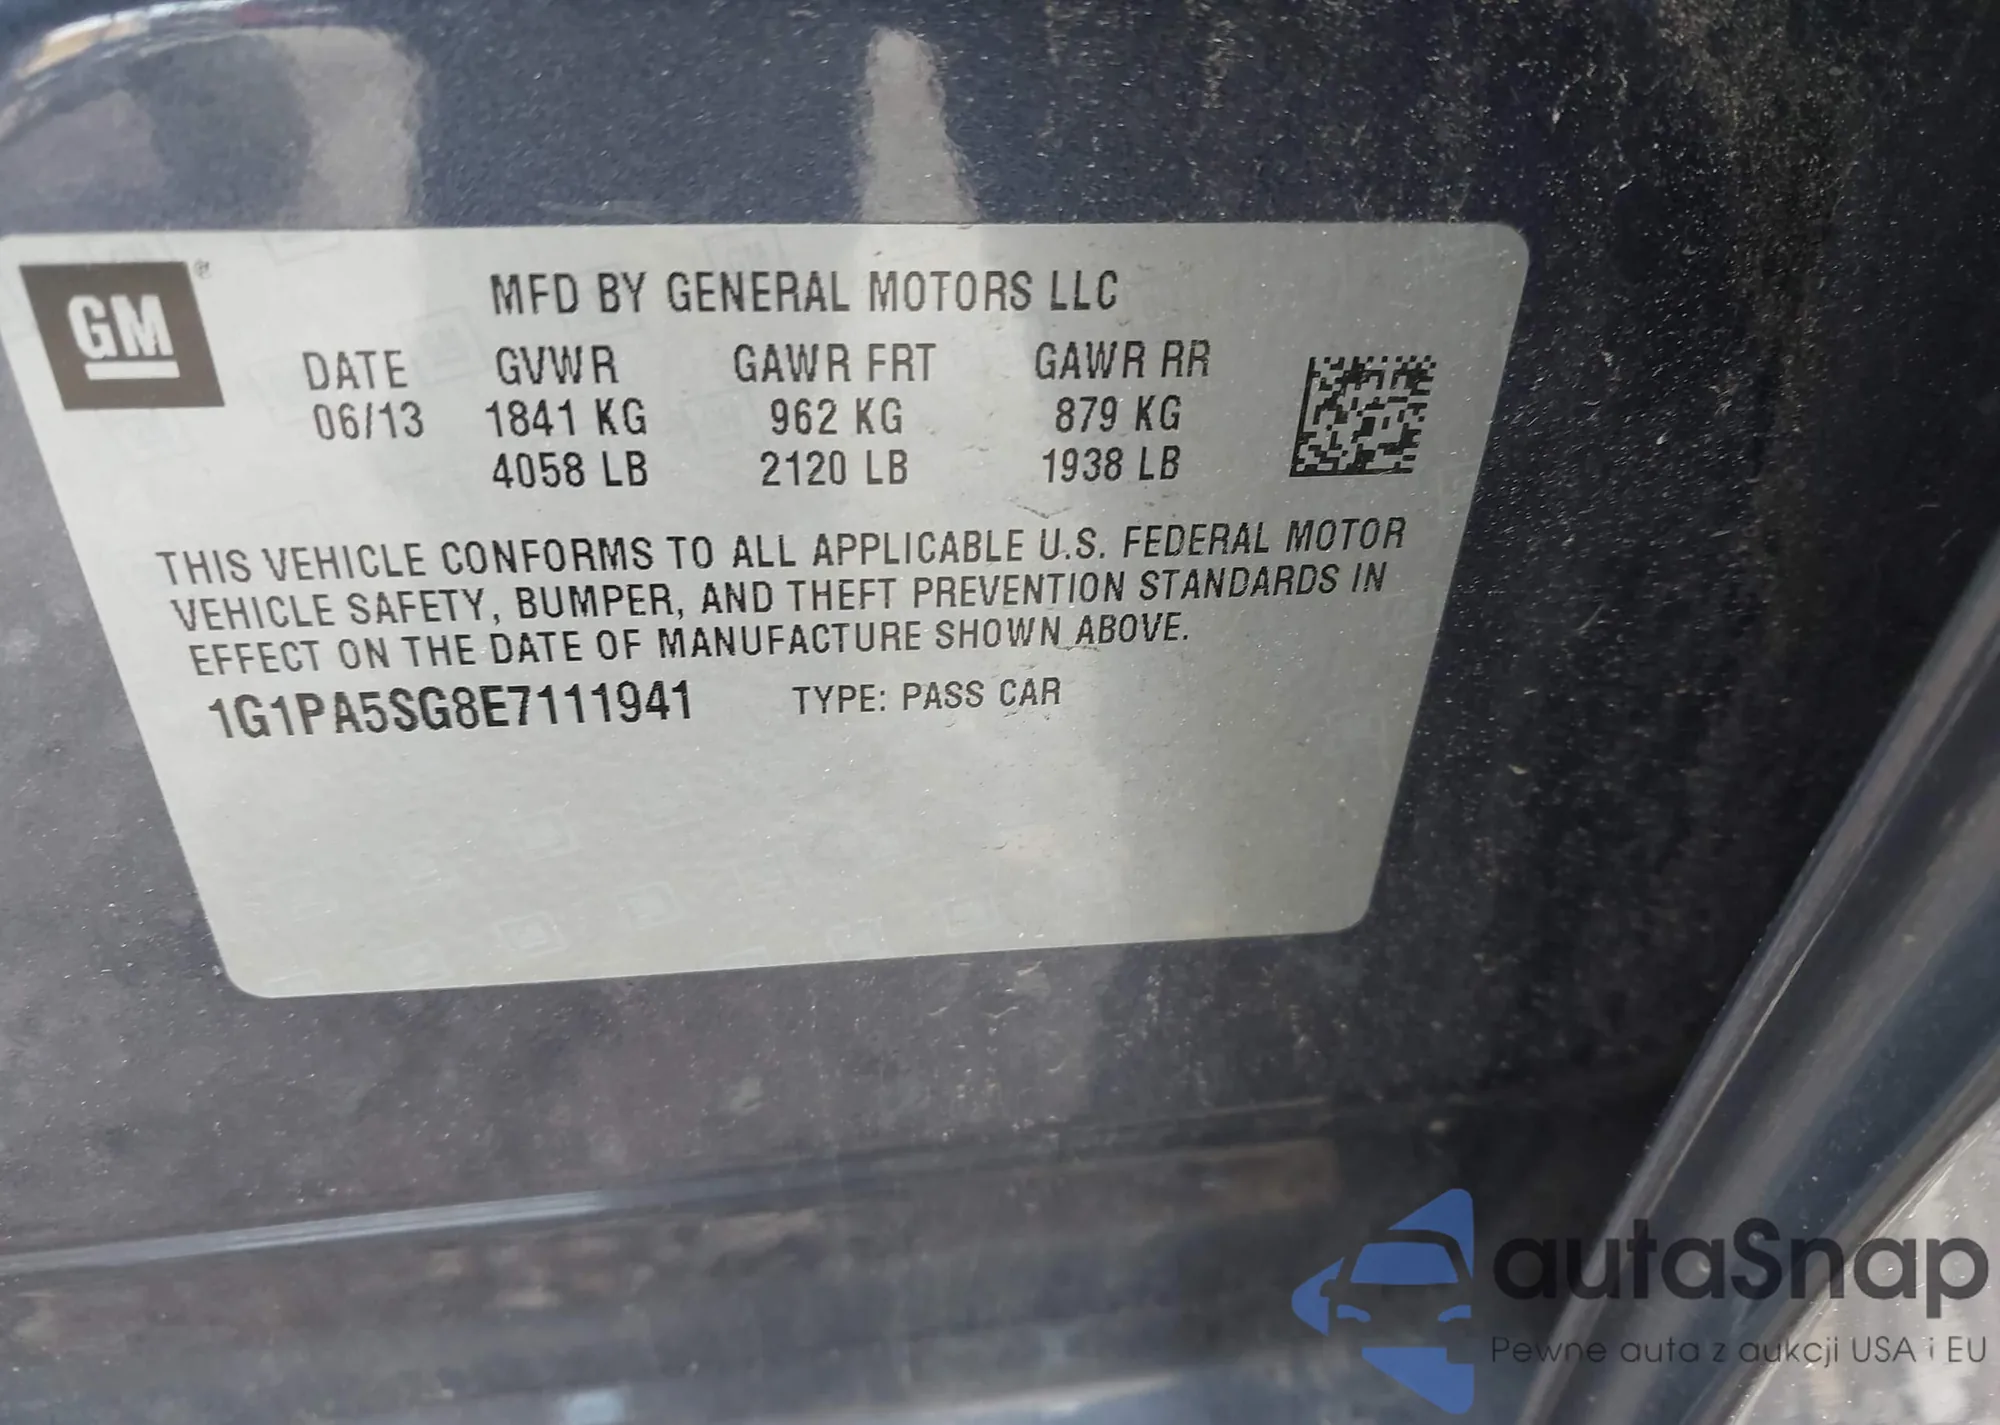 GM ®
MFD BY GENERAL MOTORS LLC
DATE GVWR GAWR FRT GAWR RR
06/13 1841 KG 962 KG 879 KG
4058 LB 2120 LB 1938 LB
THIS VEHICLE CONFORMS TO ALL APPLICABLE U.S. FEDERAL MOTOR
VEHICLE SAFETY, BUMPER, AND THEFT PREVENTION STANDARDS IN
EFFECT ON THE DATE OF MANUFACTURE SHOWN ABOVE.
1G1PA5SG8E7111941 TYPE: PASS CAR
autaSnap
Pewne auta z aukcji USA i EU